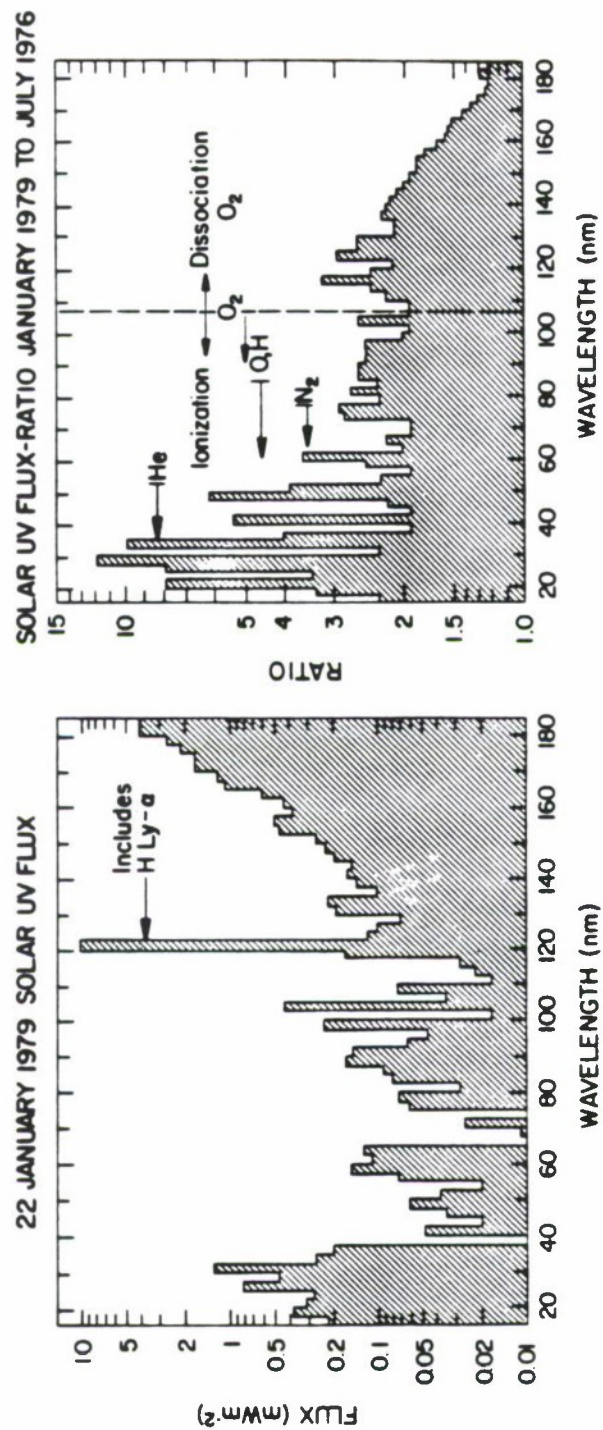 22 JANUARY 1979 SOLAR UV FLUX
Includes
H Ly-α
10
5
2
1
0.5
0.2
0.1
0.05
0.02
0.01
FLUX (mWm-2)
20 40 60 80 100 120 140 160 180
WAVELENGTH (nm)
SOLAR UV FLUX-RATIO JANUARY 1979 TO JULY 1976
He
Ionization
Dissociation
O2
O2
O,H
N2
15
10
5
4
3
2
1.5
1.0
RATIO
20 40 60 80 100 120 140 160 180
WAVELENGTH (nm)